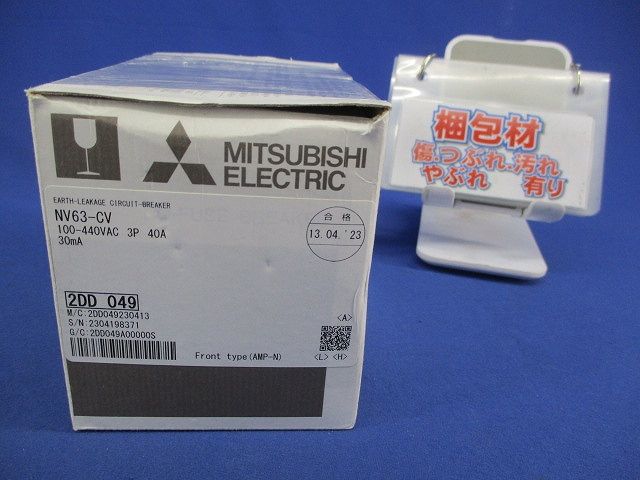 MITSUBISHI
ELECTRIC
EARTH-LEAKAGE CIRCUIT-BREAKER
NV63-CV
100-440VAC 3P 40A
30mA
合格
13.04.'23
2DD 049
M/C:2DD049230413
S/N:2304198371
G/C:2DD049A00000S
<A>
<L> <H>
Front type(AMP-N)
梱包材
傷.つぶれ.汚れ
やぶれ 有り